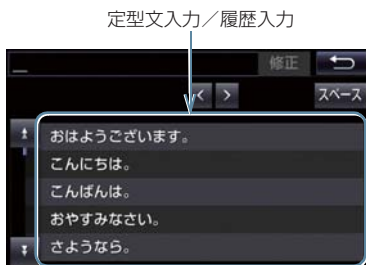 定型文入力／履歴入力
修正
< >
スペース
おはようございます。
こんにちは。
こんばんは。
おやすみなさい。
さようなら。